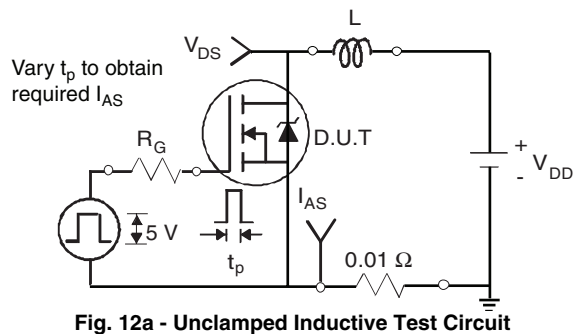 L
V_DS
Vary t_p to obtain
required I_AS
R_G
D.U.T
+
V_DD
-
I_AS
5 V
t_p
0.01 Ω
Fig. 12a - Unclamped Inductive Test Circuit